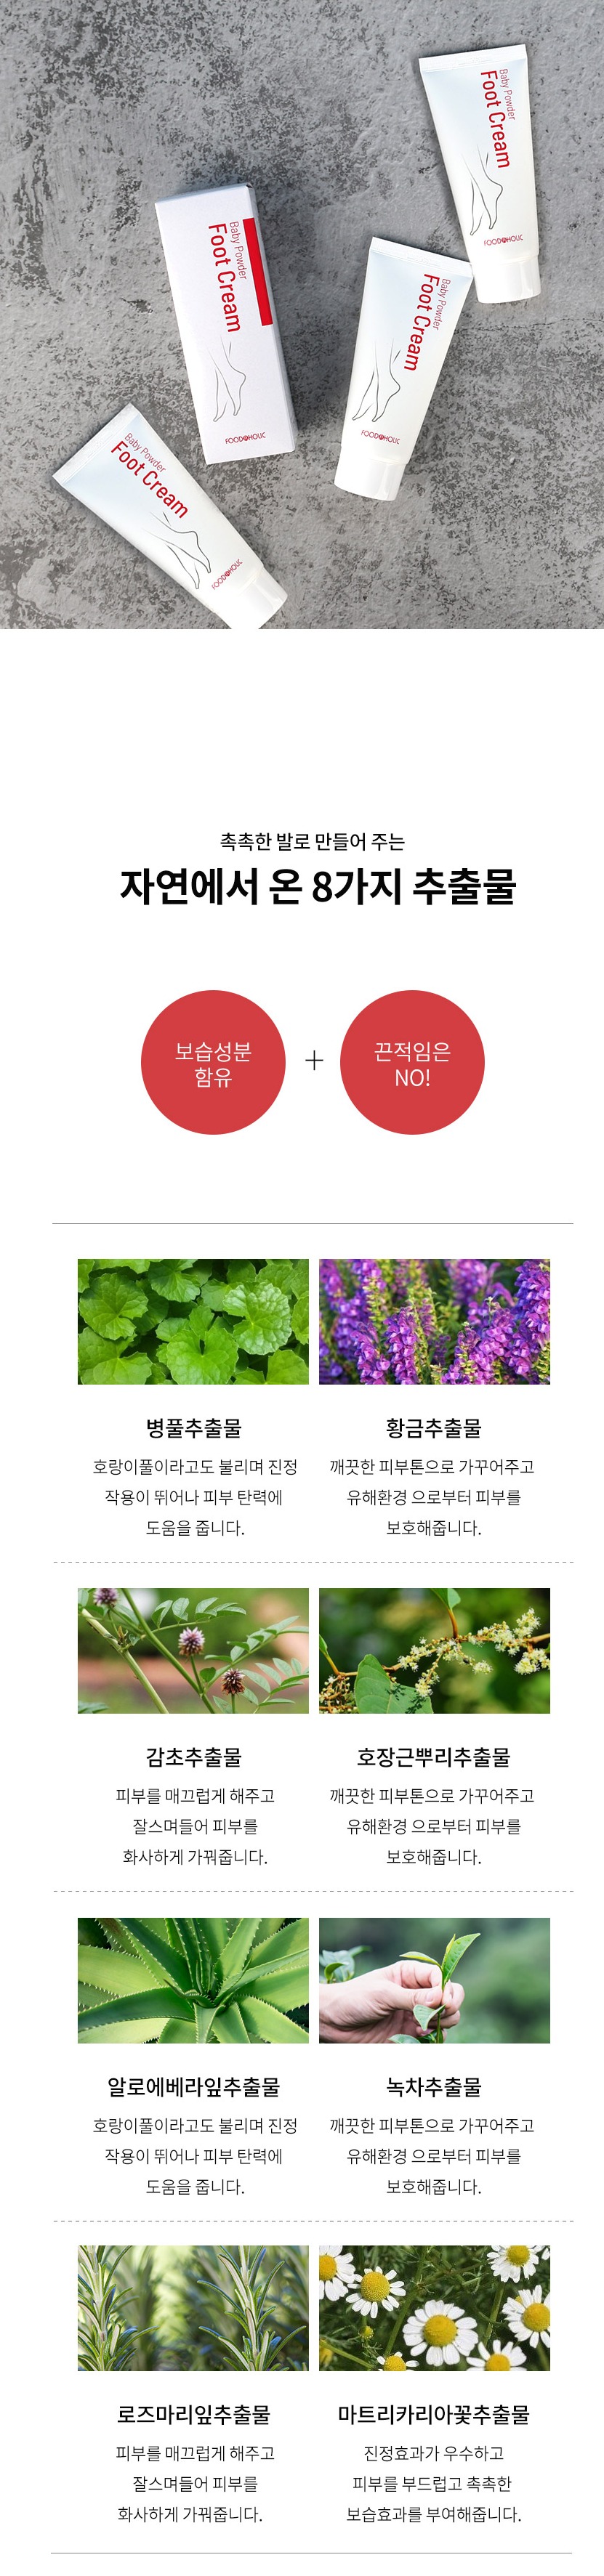 Baby Powder
Foot Cream
FOODAHOLIC
Baby Powder
Foot Cream
FOODAHOLIC
Baby Powder
Foot Cream
FOODAHOLIC
Baby Powder
Foot Cream
FOODAHOLIC
촉촉한 발로 만들어 주는
자연에서 온 8가지 추출물
보습성분
함유
+
끈적임은
NO!
병풀추출물
호랑이풀이라고도 불리며 진정
작용이 뛰어나 피부 탄력에
도움을 줍니다.
황금추출물
깨끗한 피부톤으로 가꾸어주고
유해환경 으로부터 피부를
보호해줍니다.
감초추출물
피부를 매끄럽게 해주고
잘스며들어 피부를
화사하게 가꿔줍니다.
호장근뿌리추출물
깨끗한 피부톤으로 가꾸어주고
유해환경 으로부터 피부를
보호해줍니다.
알로에베라잎추출물
호랑이풀이라고도 불리며 진정
작용이 뛰어나 피부 탄력에
도움을 줍니다.
녹차추출물
깨끗한 피부톤으로 가꾸어주고
유해환경 으로부터 피부를
보호해줍니다.
로즈마리잎추출물
피부를 매끄럽게 해주고
잘스며들어 피부를
화사하게 가꿔줍니다.
마트리카리아꽃추출물
진정효과가 우수하고
피부를 부드럽고 촉촉한
보습효과를 부여해줍니다.